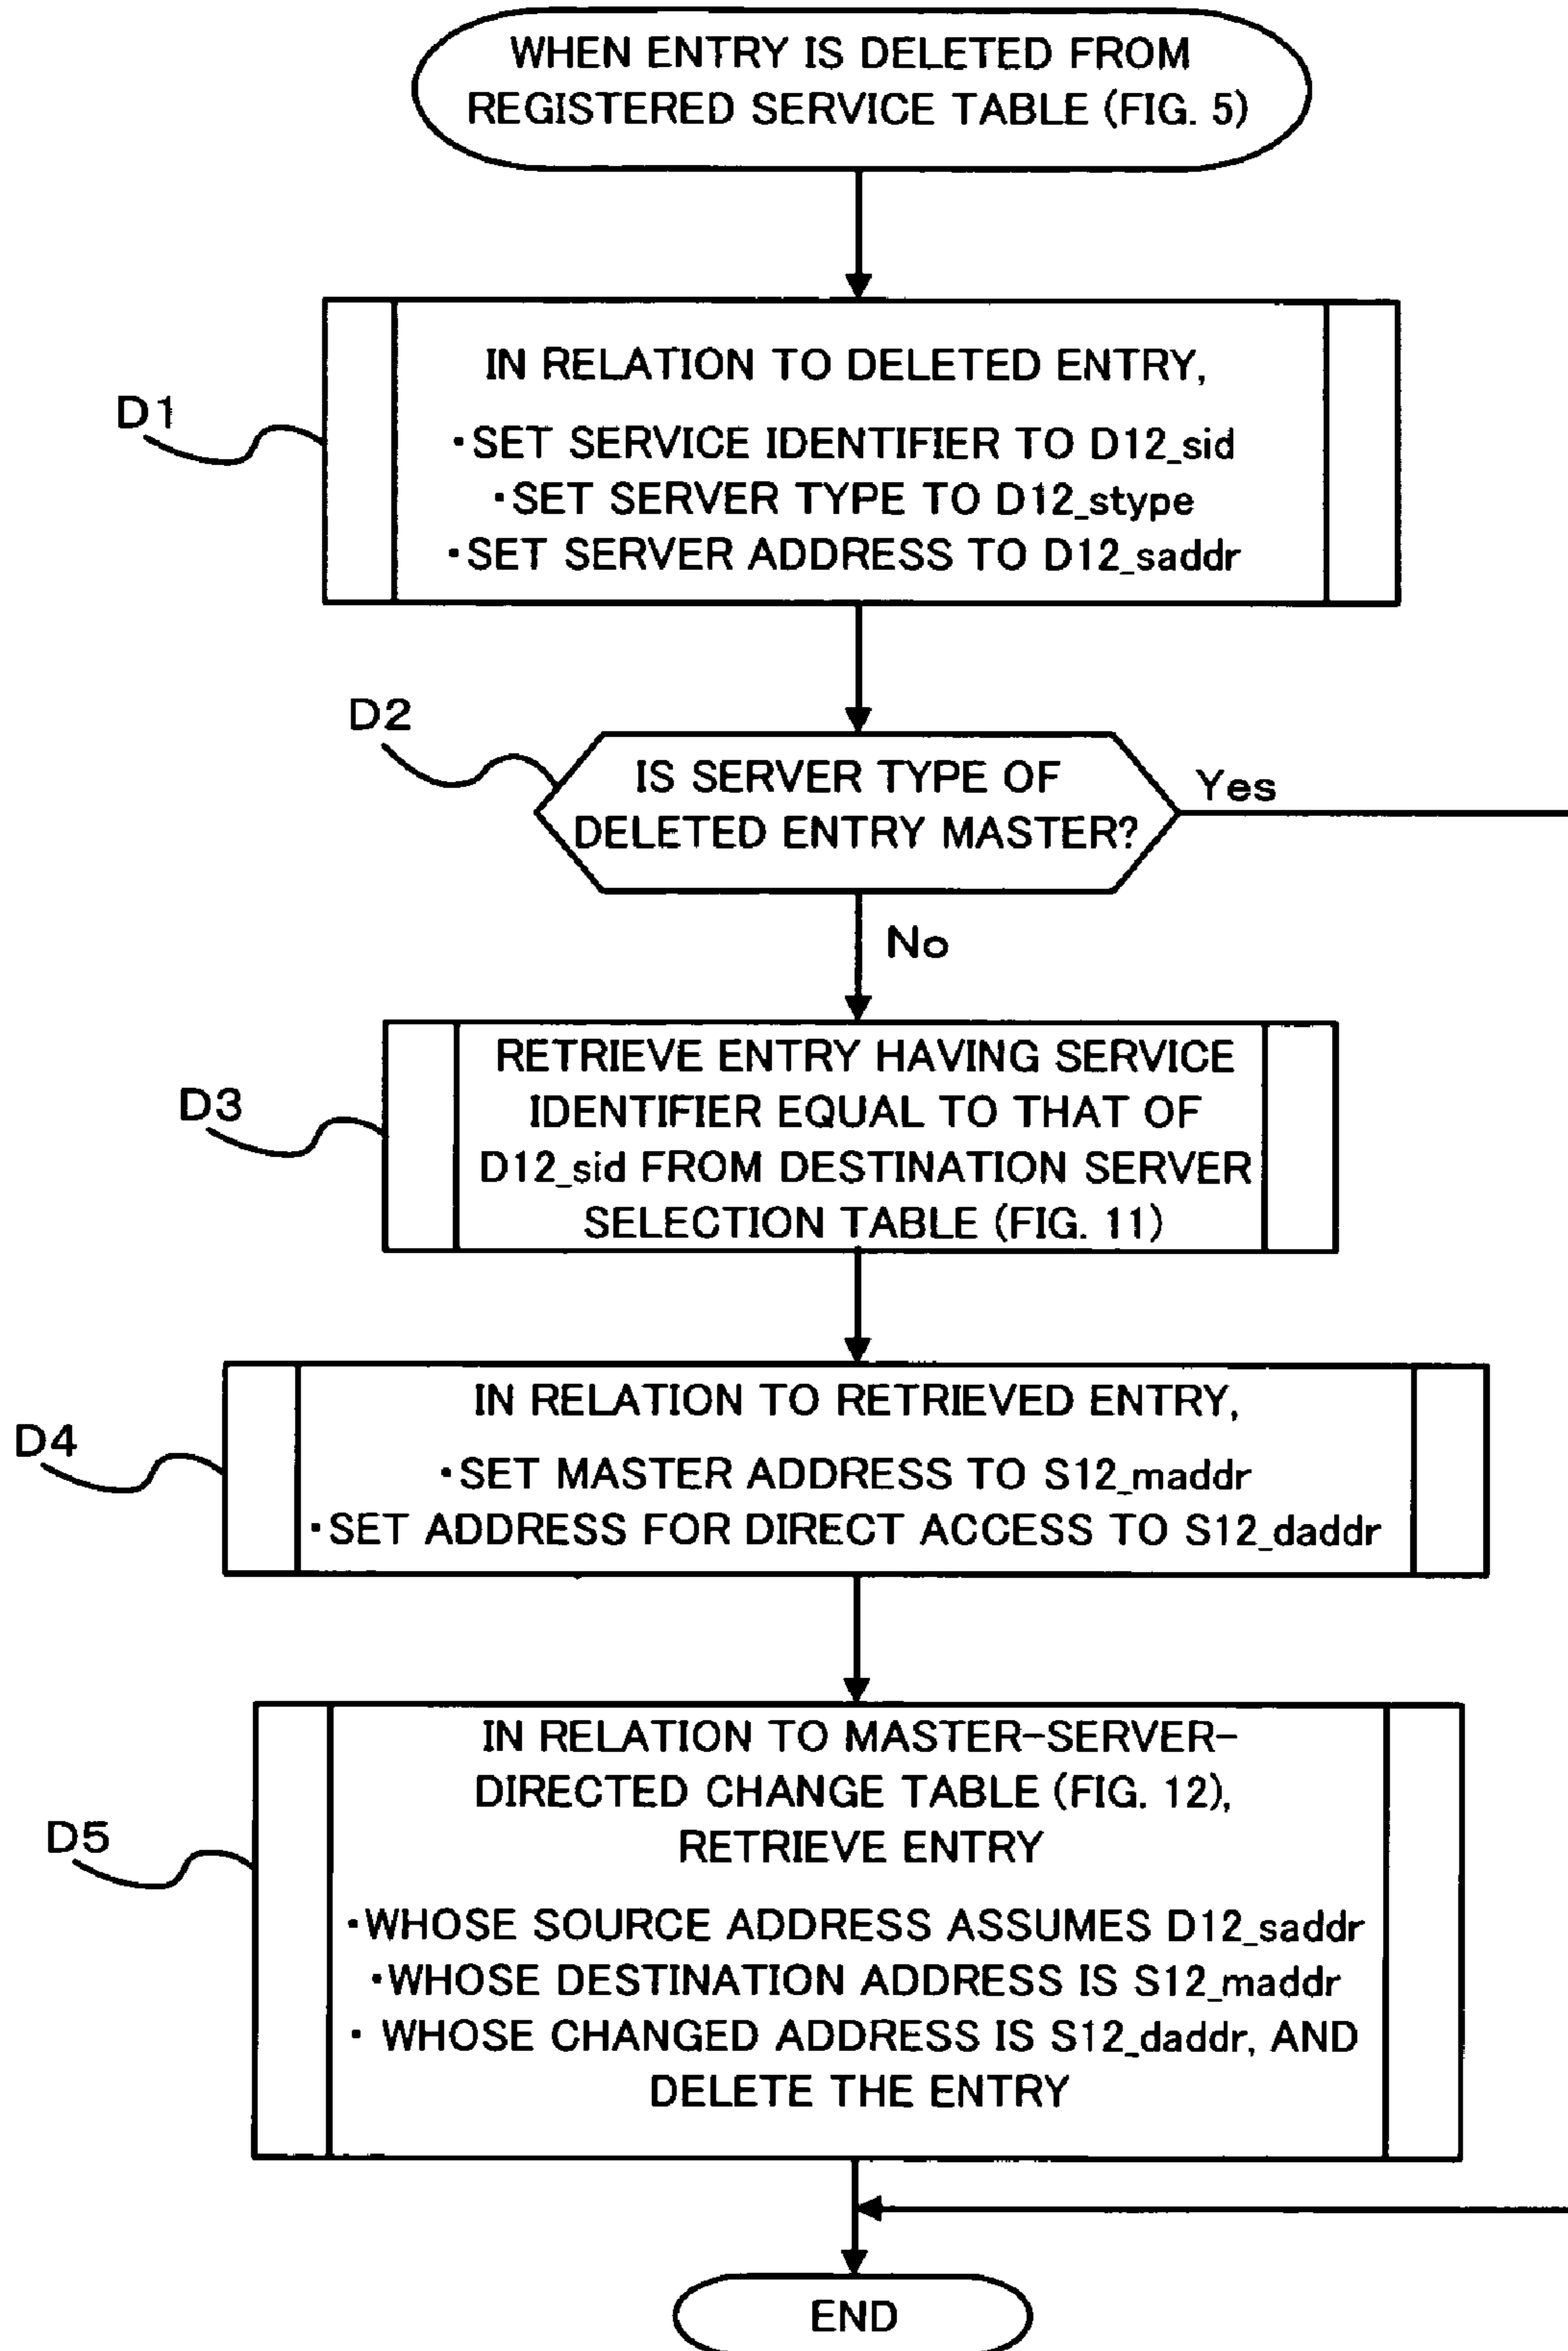 WHEN ENTRY IS DELETED FROM
REGISTERED SERVICE TABLE (FIG. 5)
D1
IN RELATION TO DELETED ENTRY,
・SET SERVICE IDENTIFIER TO D12_sid
・SET SERVER TYPE TO D12_stype
・SET SERVER ADDRESS TO D12_saddr
D2
IS SERVER TYPE OF
DELETED ENTRY MASTER?
Yes
No
D3
RETRIEVE ENTRY HAVING SERVICE
IDENTIFIER EQUAL TO THAT OF
D12_sid FROM DESTINATION SERVER
SELECTION TABLE (FIG. 11)
D4
IN RELATION TO RETRIEVED ENTRY,
・SET MASTER ADDRESS TO S12_maddr
・SET ADDRESS FOR DIRECT ACCESS TO S12_daddr
D5
IN RELATION TO MASTER-SERVER-
DIRECTED CHANGE TABLE (FIG. 12),
RETRIEVE ENTRY
・WHOSE SOURCE ADDRESS ASSUMES D12_saddr
・WHOSE DESTINATION ADDRESS IS S12_maddr
・ WHOSE CHANGED ADDRESS IS S12_daddr, AND
DELETE THE ENTRY
END